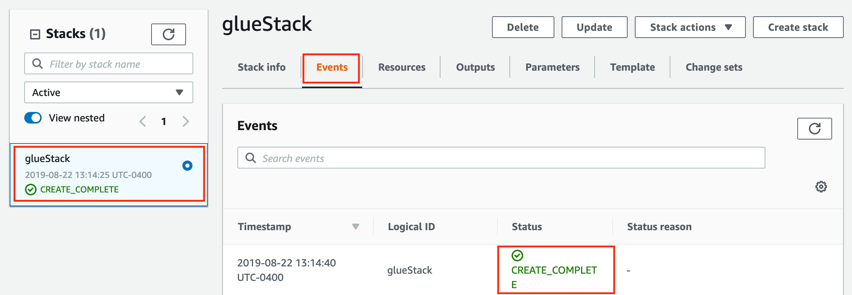 Stacks (1)
Filter by stack name
Active
View nested
1
glueStack
2019-08-22 13:14:25 UTC-0400
CREATE_COMPLETE
glueStack
Delete
Update
Stack actions
Create stack
Stack info
Events
Resources
Outputs
Parameters
Template
Change sets
Events
Search events
Timestamp
Logical ID
Status
Status reason
2019-08-22 13:14:40
UTC-0400
glueStack
CREATE_COMPLET
E
-